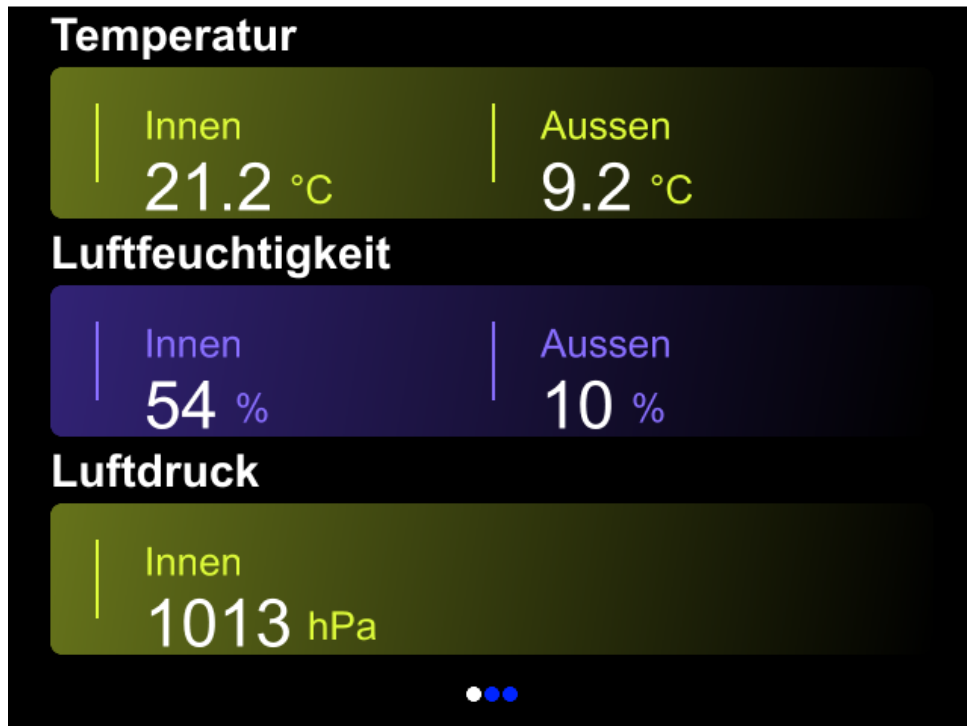 Temperatur
Innen Aussen
21.2 °C 9.2 °C
Luftfeuchtigkeit
Innen Aussen
54 % 10 %
Luftdruck
Innen
1013 hPa